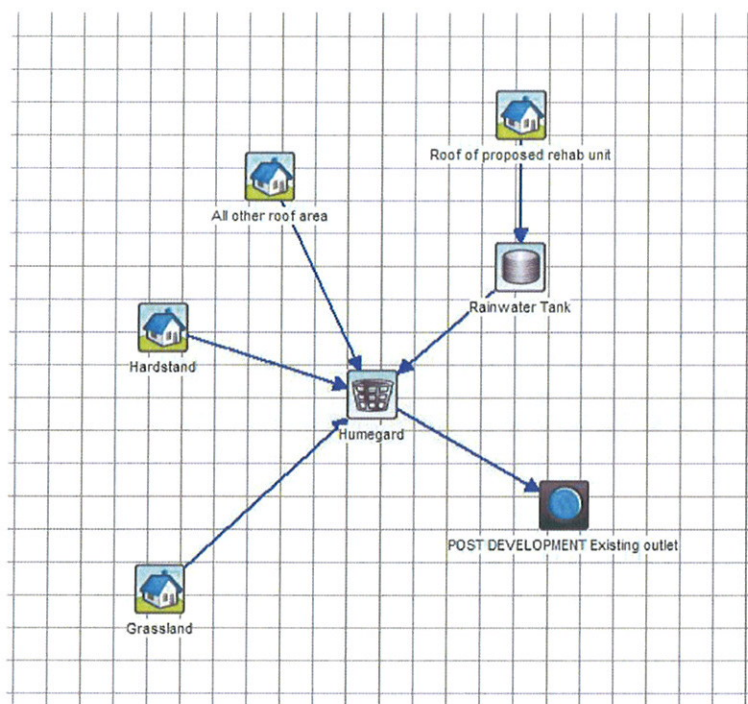 Roof of proposed rehab unit
All other roof area
Rainwater Tank
Hardstand
Humegard
POST DEVELOPMENT Existing outlet
Grassland